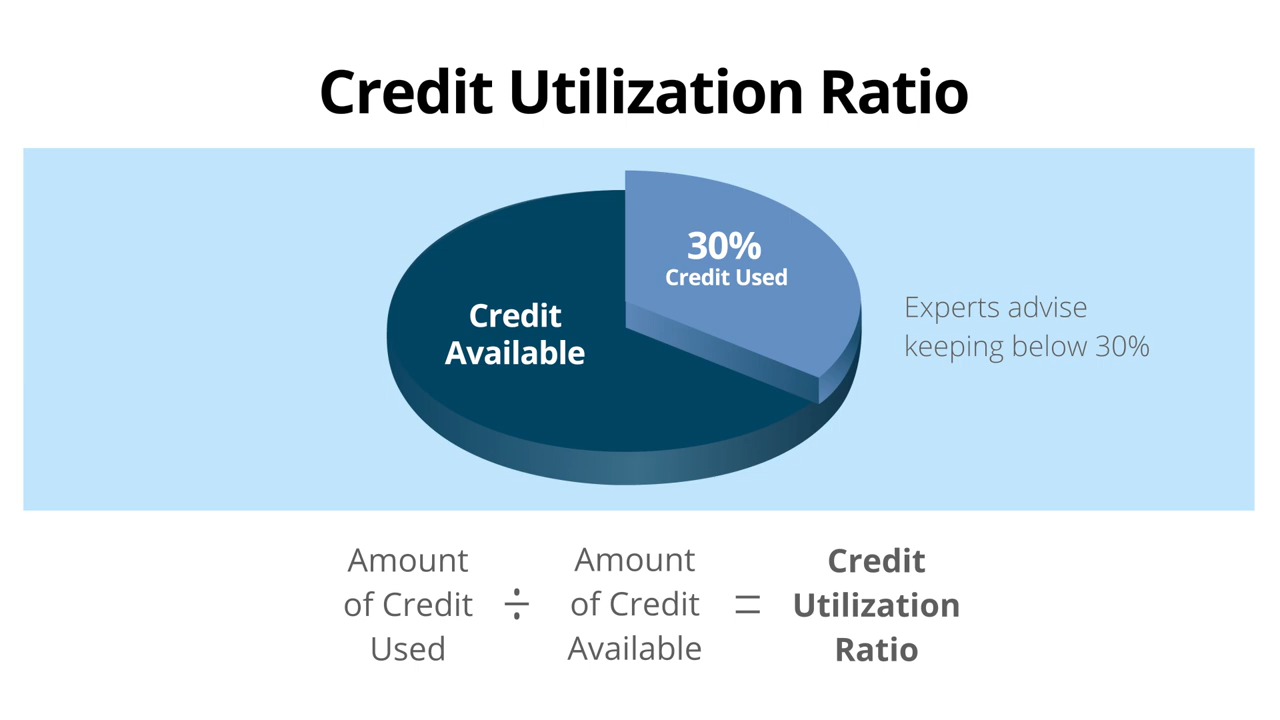 Credit Utilization Ratio
30%
Credit Used
Credit
Available
Experts advise
keeping below 30%
Amount
of Credit
Used
÷
Amount
of Credit
Available
=
Credit
Utilization
Ratio